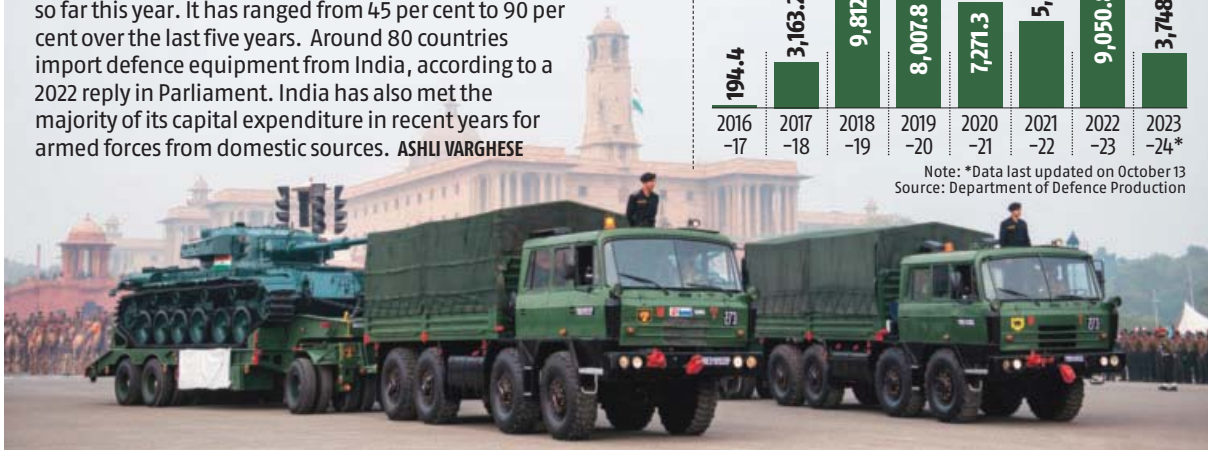 so far this year. It has ranged from 45 per cent to 90 per
cent over the last five years. Around 80 countries
import defence equipment from India, according to a
2022 reply in Parliament. India has also met the
majority of its capital expenditure in recent years for
armed forces from domestic sources. ASHLI VARGHESE
194.4
8,007.8
7,271.3
2016 2017 2018 2019 2020 2021 2022 2023
-17 -18 -19 -20 -21 -22 -23 -24*
Note: *Data last updated on October 13
Source: Department of Defence Production